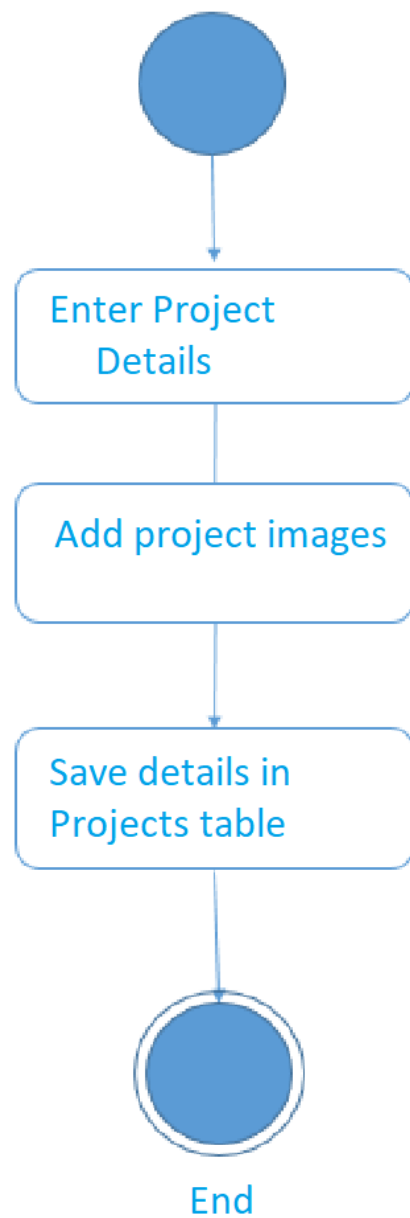 Enter Project
Details
Add project images
Save details in
Projects table
End